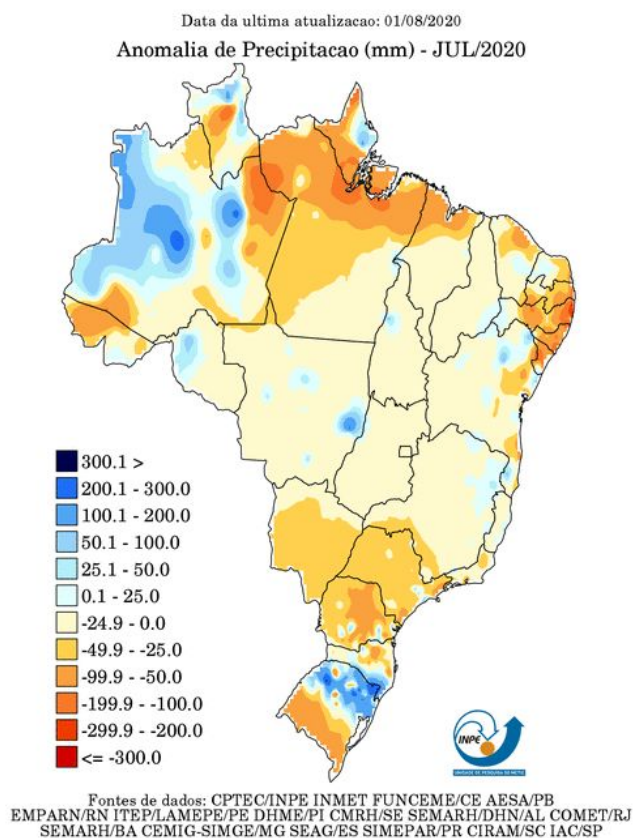 Data da ultima atualizacao: 01/08/2020
Anomalia de Precipitacao (mm) - JUL/2020
300.1 >
200.1 - 300.0
100.1 - 200.0
50.1 - 100.0
25.1 - 50.0
0.1 - 25.0
-24.9 - 0.0
-49.9 - -25.0
-99.9 - -50.0
-199.9 - -100.0
-299.9 - -200.0
<= -300.0
INPE
Fontes de dados: CPTEC/INPE INMET FUNCEME/CE AESA/PB
EMPARN/RN ITEP/LAMEPE/PE DHME/PI CMRH/SE SEMARH/DHN/AL COMET/RJ
SEMARH/BA CEMIG-SIMGE/MG SEAG/ES SIMEPAR/PR CIRAM/SC IAC/SP